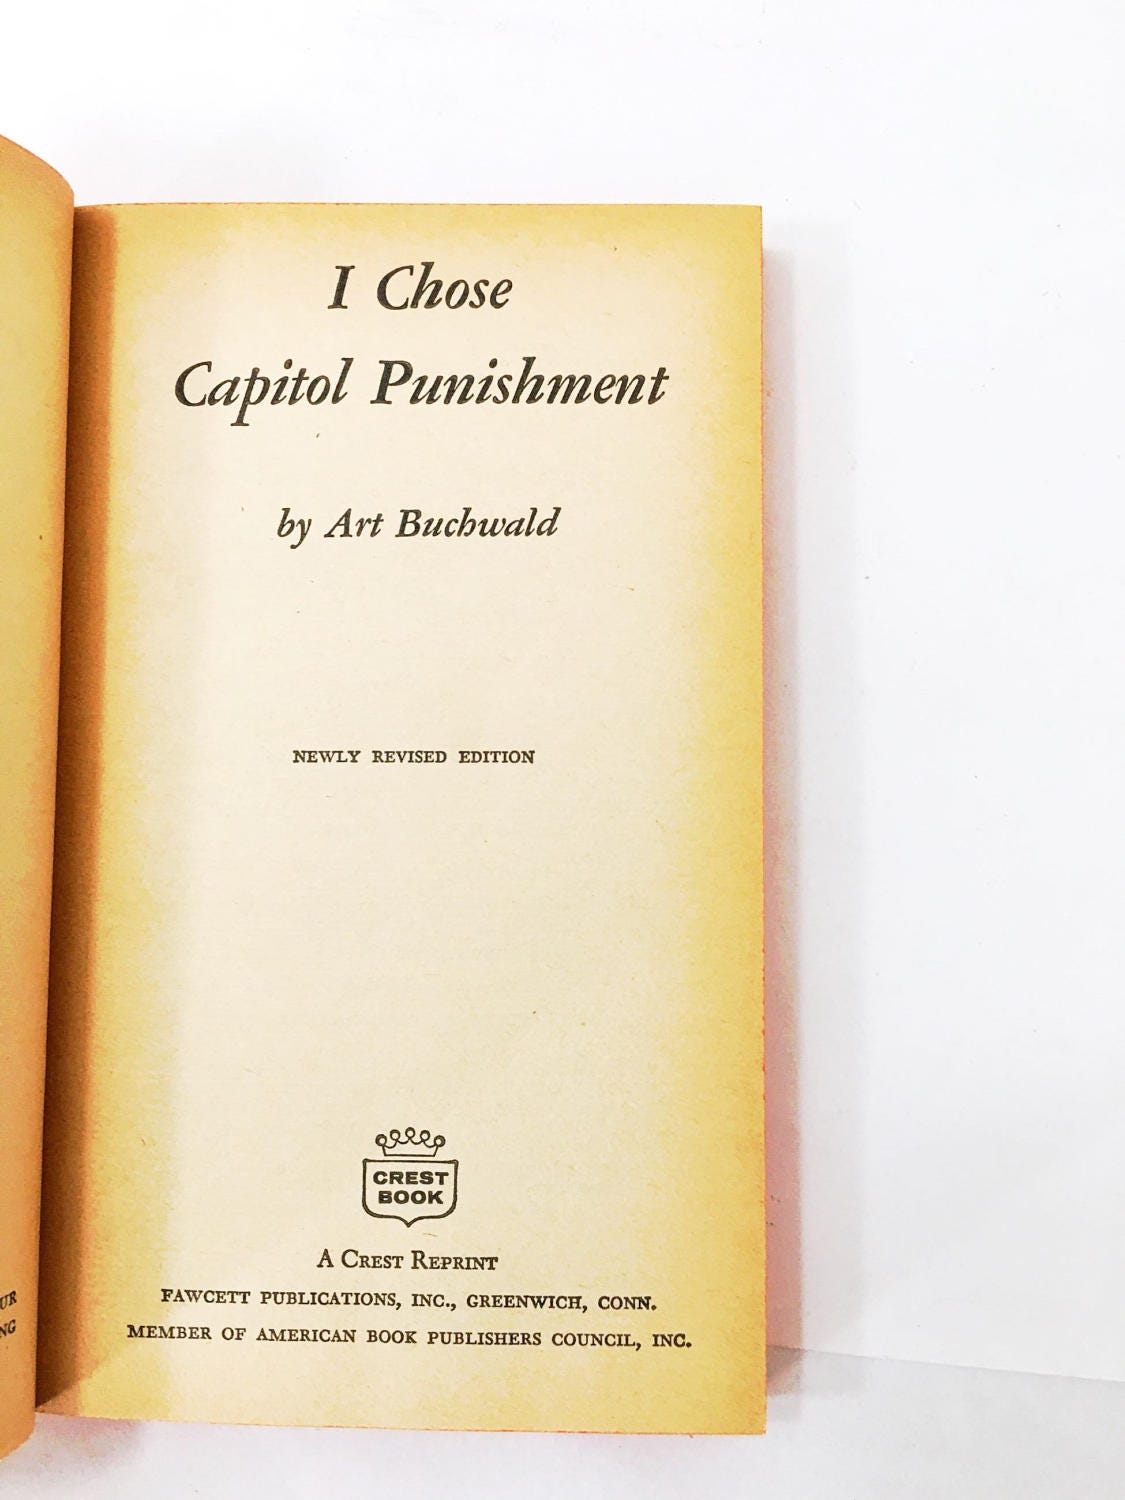 I Chose
Capitol Punishment
by Art Buchwald
NEWLY REVISED EDITION
CREST
BOOK
A CREST REPRINT
FAWCETT PUBLICATIONS, INC., GREENWICH, CONN.
MEMBER OF AMERICAN BOOK PUBLISHERS COUNCIL, INC.